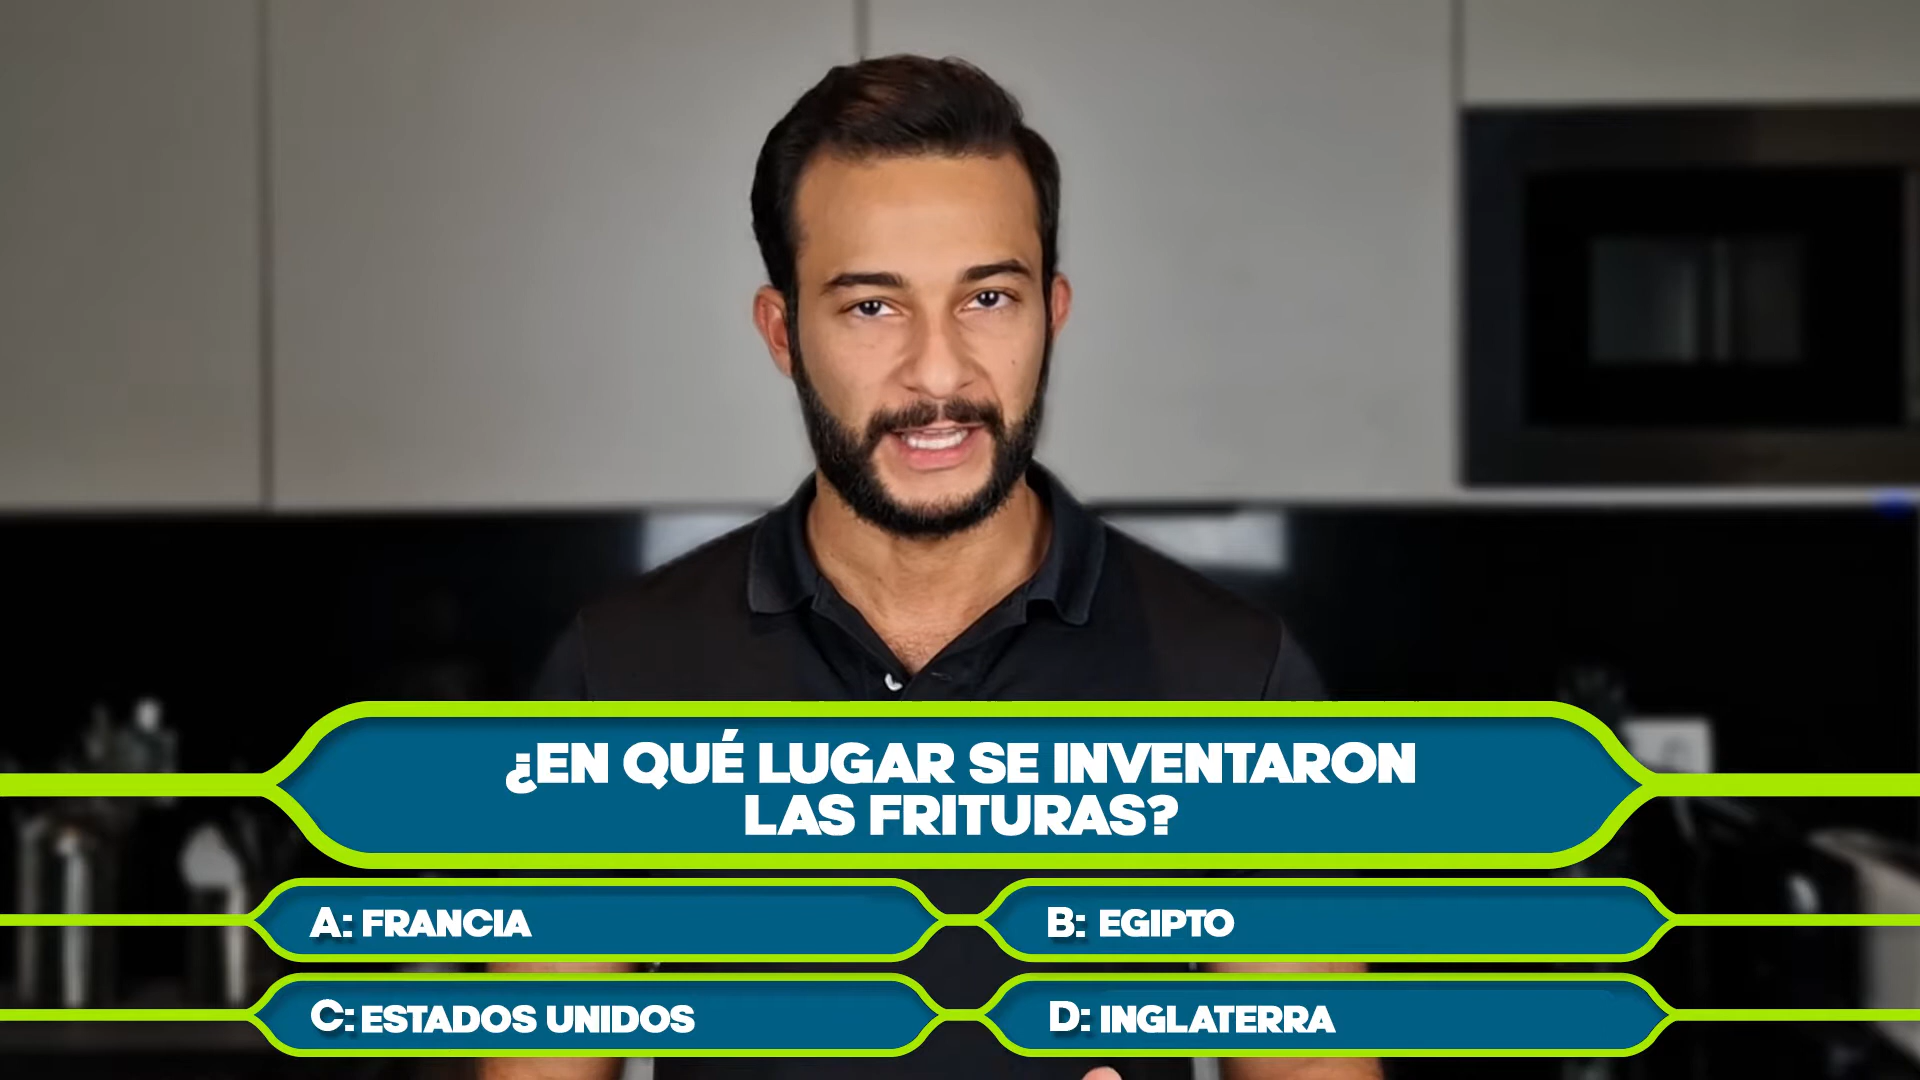 ¿EN QUÉ LUGAR SE INVENTARON
LAS FRITURAS?
A: FRANCIA
B: EGIPTO
C: ESTADOS UNIDOS
D: INGLATERRA